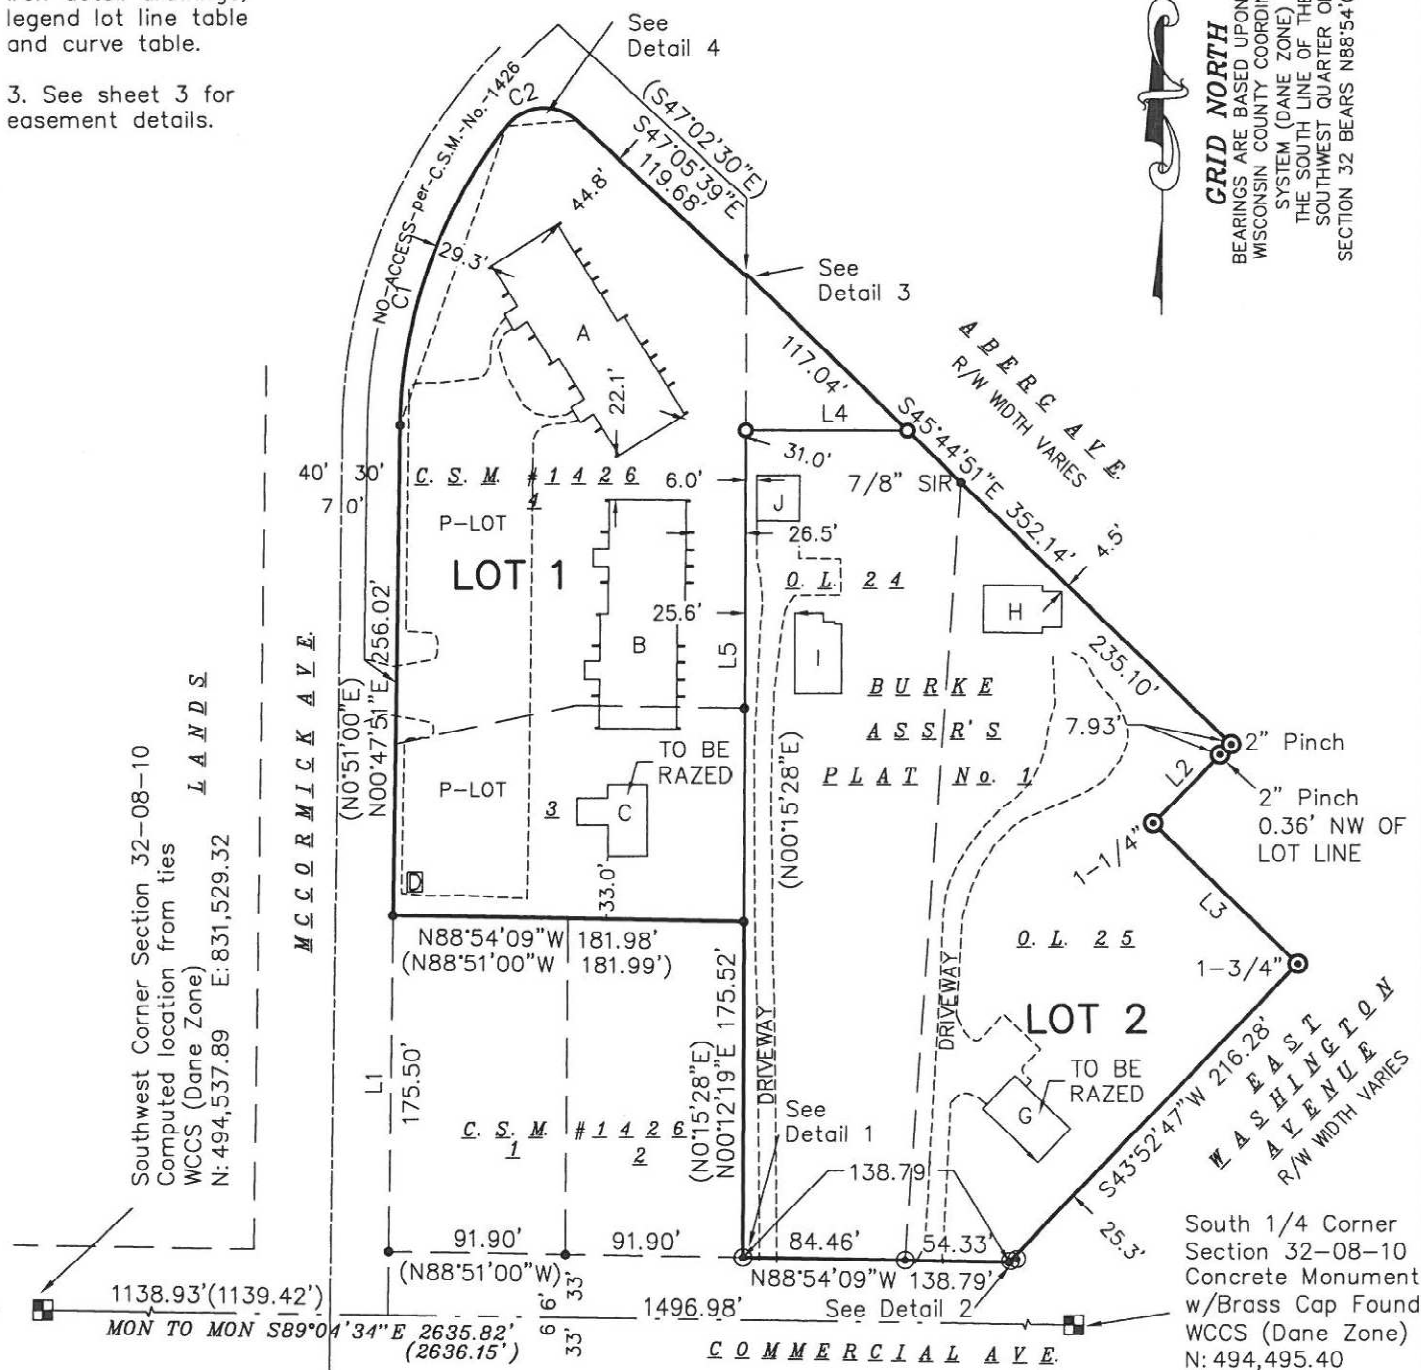 legend lot line table
and curve table.
3. See sheet 3 for
easement details.
See
Detail 4
GRID NORTH
BEARINGS ARE BASED UPON
WISCONSIN COUNTY
SYSTEM (DANE ZONE)
THE SOUTH LINE OF THE
SOUTHWEST QUARTER
SECTION 32 BEARS
NO-ACCESS-per-C.S.M.-No.-1426
C2
C1
(S47°02'30"E)
S47°05'39"E
119.68'
44.8'
29.3'
A
22.1'
See
Detail 3
117.04'
L4
ABERG AVE.
R/W WIDTH VARIES
S45°44'51"E 352.14'
31.0'
7/8" SIR
4.5'
40'
30'
C. S. M. #1426
4
6.0'
J
P-LOT
26.5'
LOT 1
O. L. 24
H
25.6'
B
L5
I
235.10'
256.02'
(N0°51'00"E)
N00°47'51"E
MCCORMICK AVE.
BURKE
ASSR'S
PLAT No. 1
7.93'
2" Pinch
L2
2" Pinch
0.36' NW OF
LOT LINE
TO BE
RAZED
P-LOT
3
C
D
33.0'
(N00°15'28"E)
1-1/4"
L3
LANDS
Southwest Corner Section 32-08-10
Computed location from ties
WCCS (Dane Zone)
N: 494,537.89 E: 831,529.32
N88°54'09"W 181.98'
(N88°51'00"W 181.99')
O. L. 25
1-3/4"
LOT 2
DRIVEWAY
DRIVEWAY
(N0°15'28"E)
N00°12'19"E 175.52'
L1
175.50'
TO BE
RAZED
G
S43°52'47"W 216.28'
EAST
WASHINGTON
AVENUE
R/W WIDTH VARIES
C. S. M. #1426
1
2
See
Detail 1
138.79
25.3'
91.90'
91.90'
(N88°51'00"W)
84.46'
54.33'
N88°54'09"W 138.79'
See Detail 2
South 1/4 Corner
Section 32-08-10
Concrete Monument
w/Brass Cap Found
WCCS (Dane Zone)
N: 494,495.40
1138.93'(1139.42')
33'
66'
33'
1496.98'
MON TO MON S89°04'34"E 2635.82'
(2636.15')
COMMERCIAL AVE.